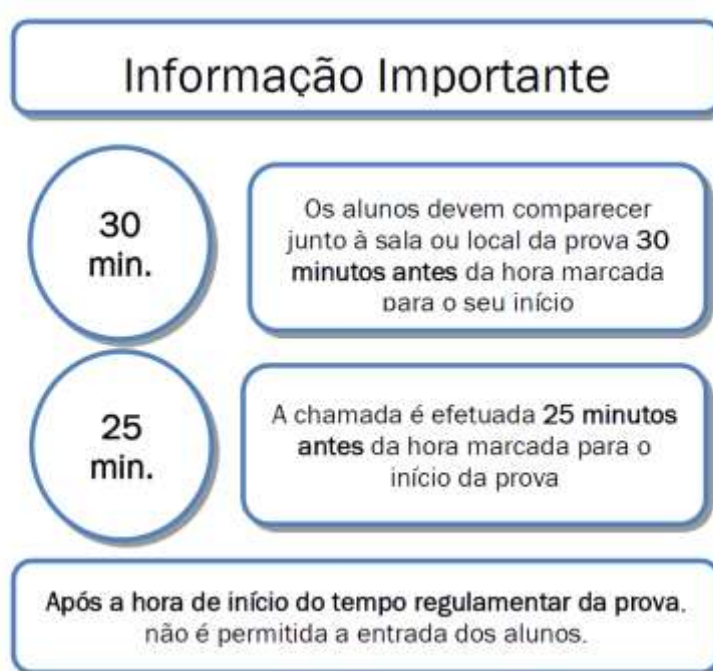 Informação Importante
30
min.
Os alunos devem comparecer
junto à sala ou local da prova 30
minutos antes da hora marcada
para o seu início
25
min.
A chamada é efetuada 25 minutos
antes da hora marcada para o
início da prova
Após a hora de início do tempo regulamentar da prova,
não é permitida a entrada dos alunos.